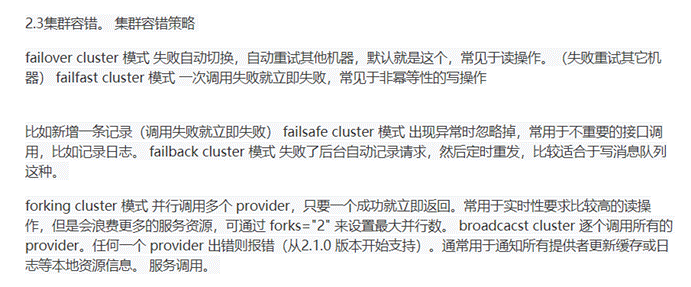 2.3集群容错。 集群容错策略
failover cluster 模式 失败自动切换，自动重试其他机器，默认就是这个，常见于读操作。（失败重试其它机
器） failfast cluster 模式 一次调用失败就立即失败，常见于非幂等性的写操作
比如新增一条记录（调用失败就立即失败） failsafe cluster 模式 出现异常时忽略掉，常用于不重要的接口调
用，比如记录日志。 failback cluster 模式 失败了后台自动记录请求，然后定时重发，比较适合于写消息队列
这种。
forking cluster 模式 并行调用多个 provider，只要一个成功就立即返回。常用于实时性要求比较高的读操
作，但是会浪费更多的服务资源，可通过 forks="2" 来设置最大并行数。 broadcacst cluster 逐个调用所有的
provider。任何一个 provider 出错则报错（从2.1.0 版本开始支持）。通常用于通知所有提供者更新缓存或日
志等本地资源信息。 服务调用。